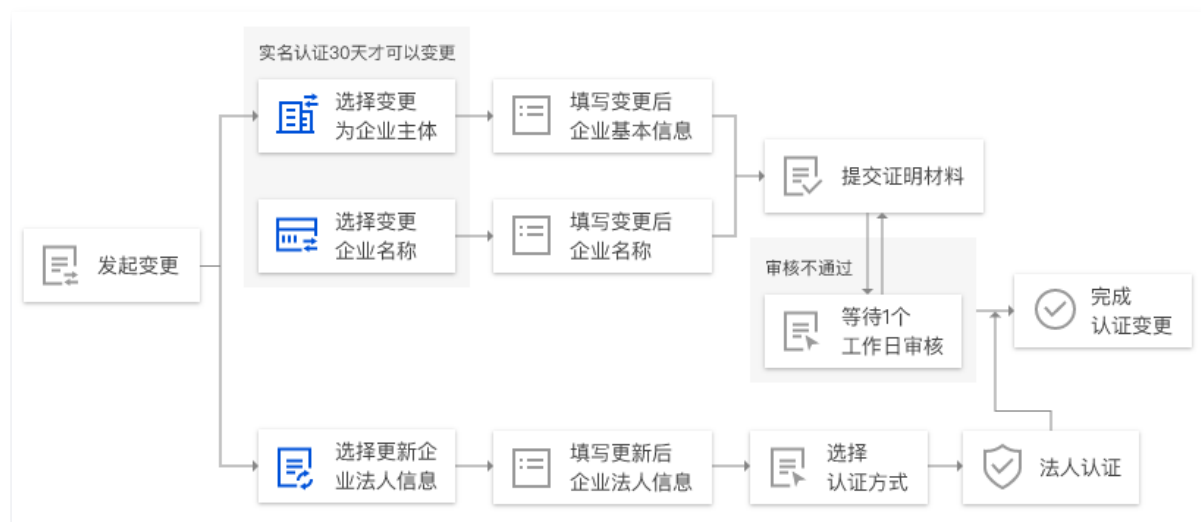 实名认证30天才可以变更
选择变更
为企业主体
填写变更后
企业基本信息
提交证明材料
选择变更
企业名称
填写变更后
企业名称
发起变更
审核不通过
等待1个
工作日审核
完成
认证变更
选择更新企
业法人信息
填写更新后
企业法人信息
选择
认证方式
法人认证